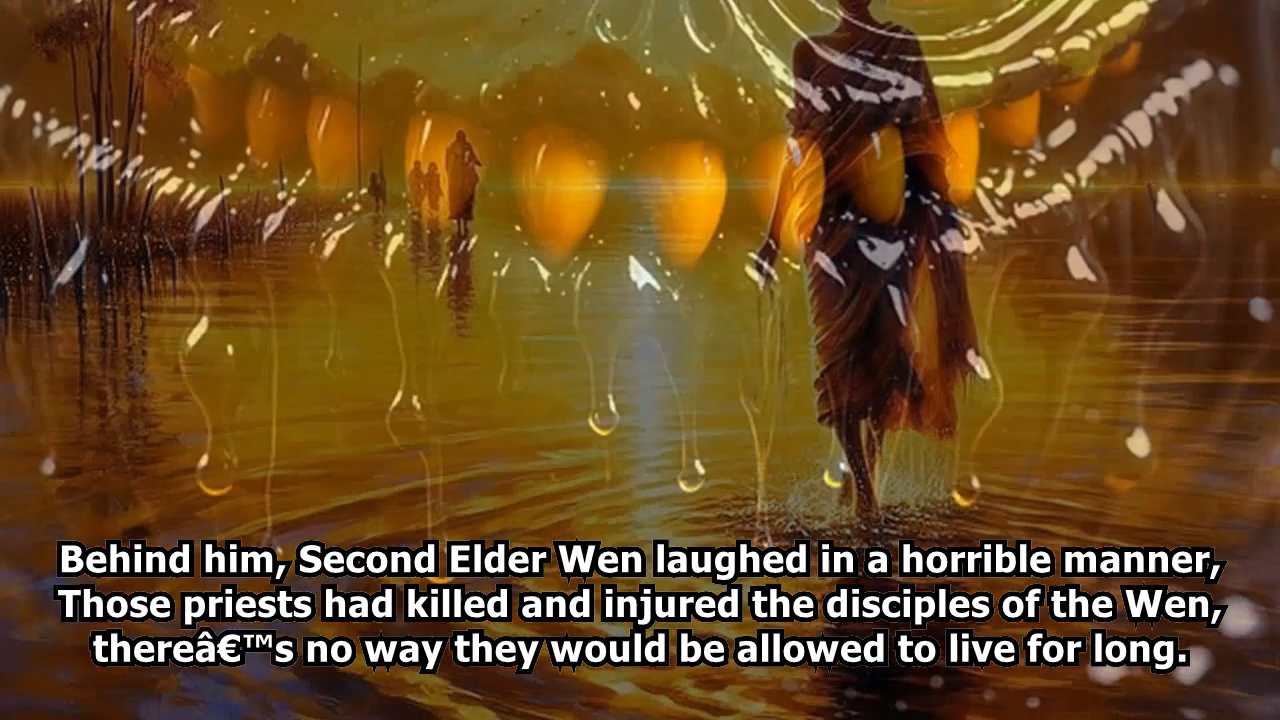 Behind him, Second Elder Wen laughed in a horrible manner,
Those priests had killed and injured the disciples of the Wen,
thereâ€™s no way they would be allowed to live for long.